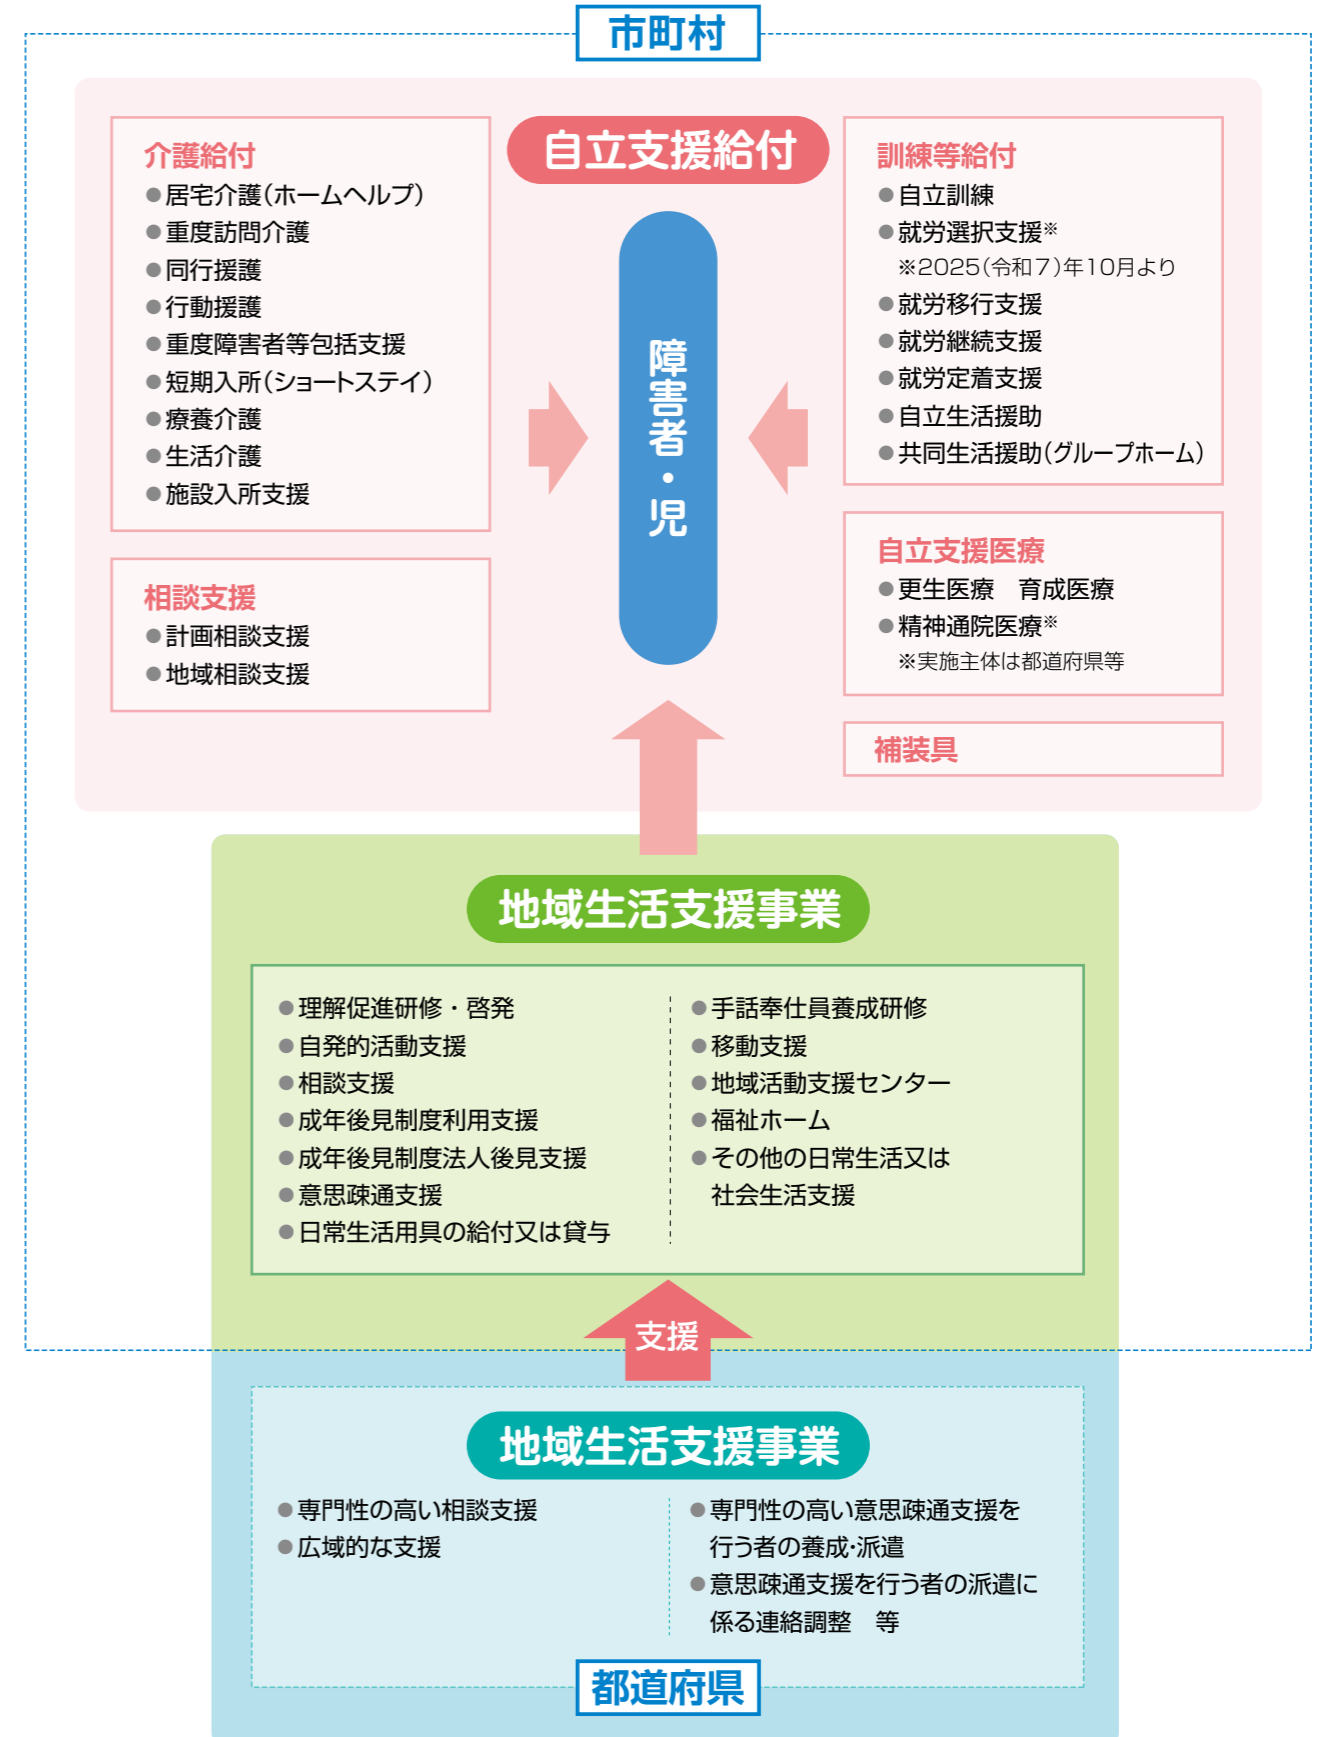 市町村
自立支援給付
介護給付
●居宅介護(ホームヘルプ)
●重度訪問介護
●同行援護
●行動援護
●重度障害者等包括支援
●短期入所(ショートステイ)
●療養介護
●生活介護
●施設入所支援
相談支援
●計画相談支援
●地域相談支援
障害者・児
訓練等給付
●自立訓練
●就労選択支援※
※2025(令和7)年10月より
●就労移行支援
●就労継続支援
●就労定着支援
●自立生活援助
●共同生活援助(グループホーム)
自立支援医療
●更生医療　育成医療
●精神通院医療※
※実施主体は都道府県等
補装具
地域生活支援事業
●理解促進研修・啓発
●自発的活動支援
●相談支援
●成年後見制度利用支援
●成年後見制度法人後見支援
●意思疎通支援
●日常生活用具の給付又は貸与
●手話奉仕員養成研修
●移動支援
●地域活動支援センター
●福祉ホーム
●その他の日常生活又は
社会生活支援
支援
地域生活支援事業
●専門性の高い相談支援
●広域的な支援
●専門性の高い意思疎通支援を
行う者の養成・派遣
●意思疎通支援を行う者の派遣に
係る連絡調整　等
都道府県